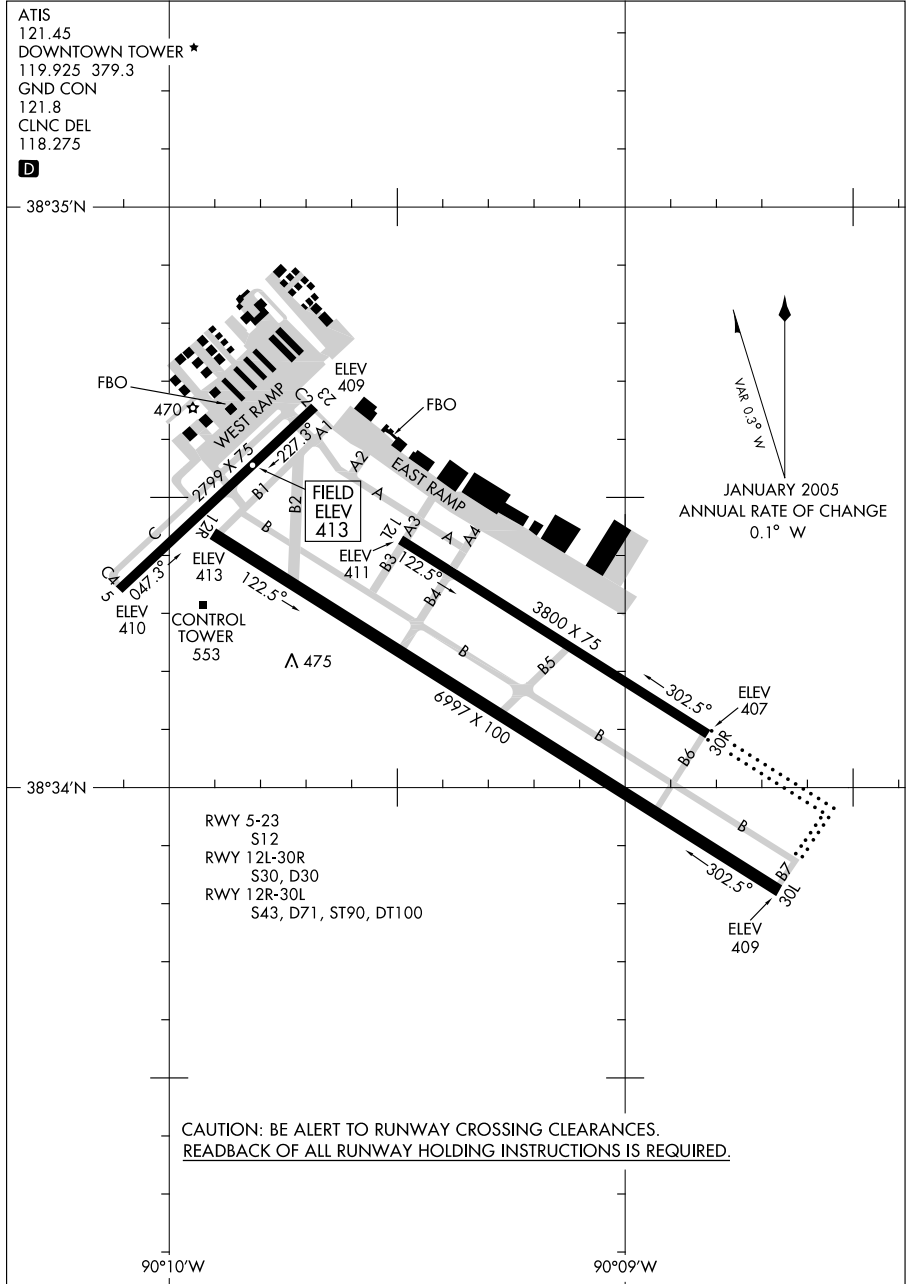 ATIS
121.45
DOWNTOWN TOWER
119.925 379.3
GND CON
121.8
CLNC DEL
118.275
D
38°35'N
FBO
470
WEST RAMP
C2
23
ELEV
409
A1
227.3°
2799 X 75
FBO
EAST RAMP
A2
A
A
A4
A3
12L
FIELD
ELEV
413
B1
B2
B
12R
C
C4
5
047.3°
ELEV
410
ELEV
413
ELEV
411
122.5°
122.5°
B3
B4
CONTROL
TOWER
553
475
3800 X 75
B
B5
6997 X 100
302.5°
ELEV
407
30R
B
B6
B
B7
30L
302.5°
ELEV
409
VAR 0.3° W
JANUARY 2005
ANNUAL RATE OF CHANGE
0.1° W
38°34'N
RWY 5-23
S12
RWY 12L-30R
S30, D30
RWY 12R-30L
S43, D71, ST90, DT100
CAUTION: BE ALERT TO RUNWAY CROSSING CLEARANCES.
READBACK OF ALL RUNWAY HOLDING INSTRUCTIONS IS REQUIRED.
90°10'W
90°09'W